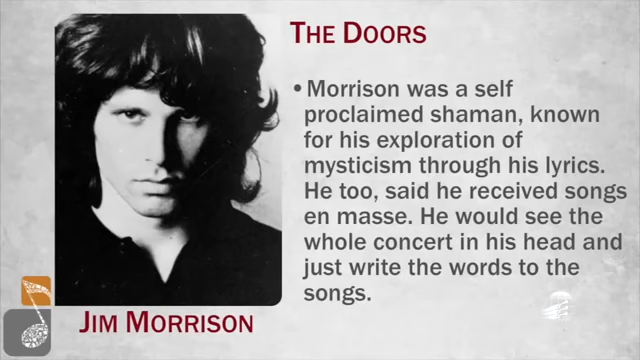 THE DOORS
•Morrison was a self
proclaimed shaman, known
for his exploration of
mysticism through his lyrics.
He too, said he received songs
en masse. He would see the
whole concert in his head and
just write the words to the
songs.
JIM MORRISON